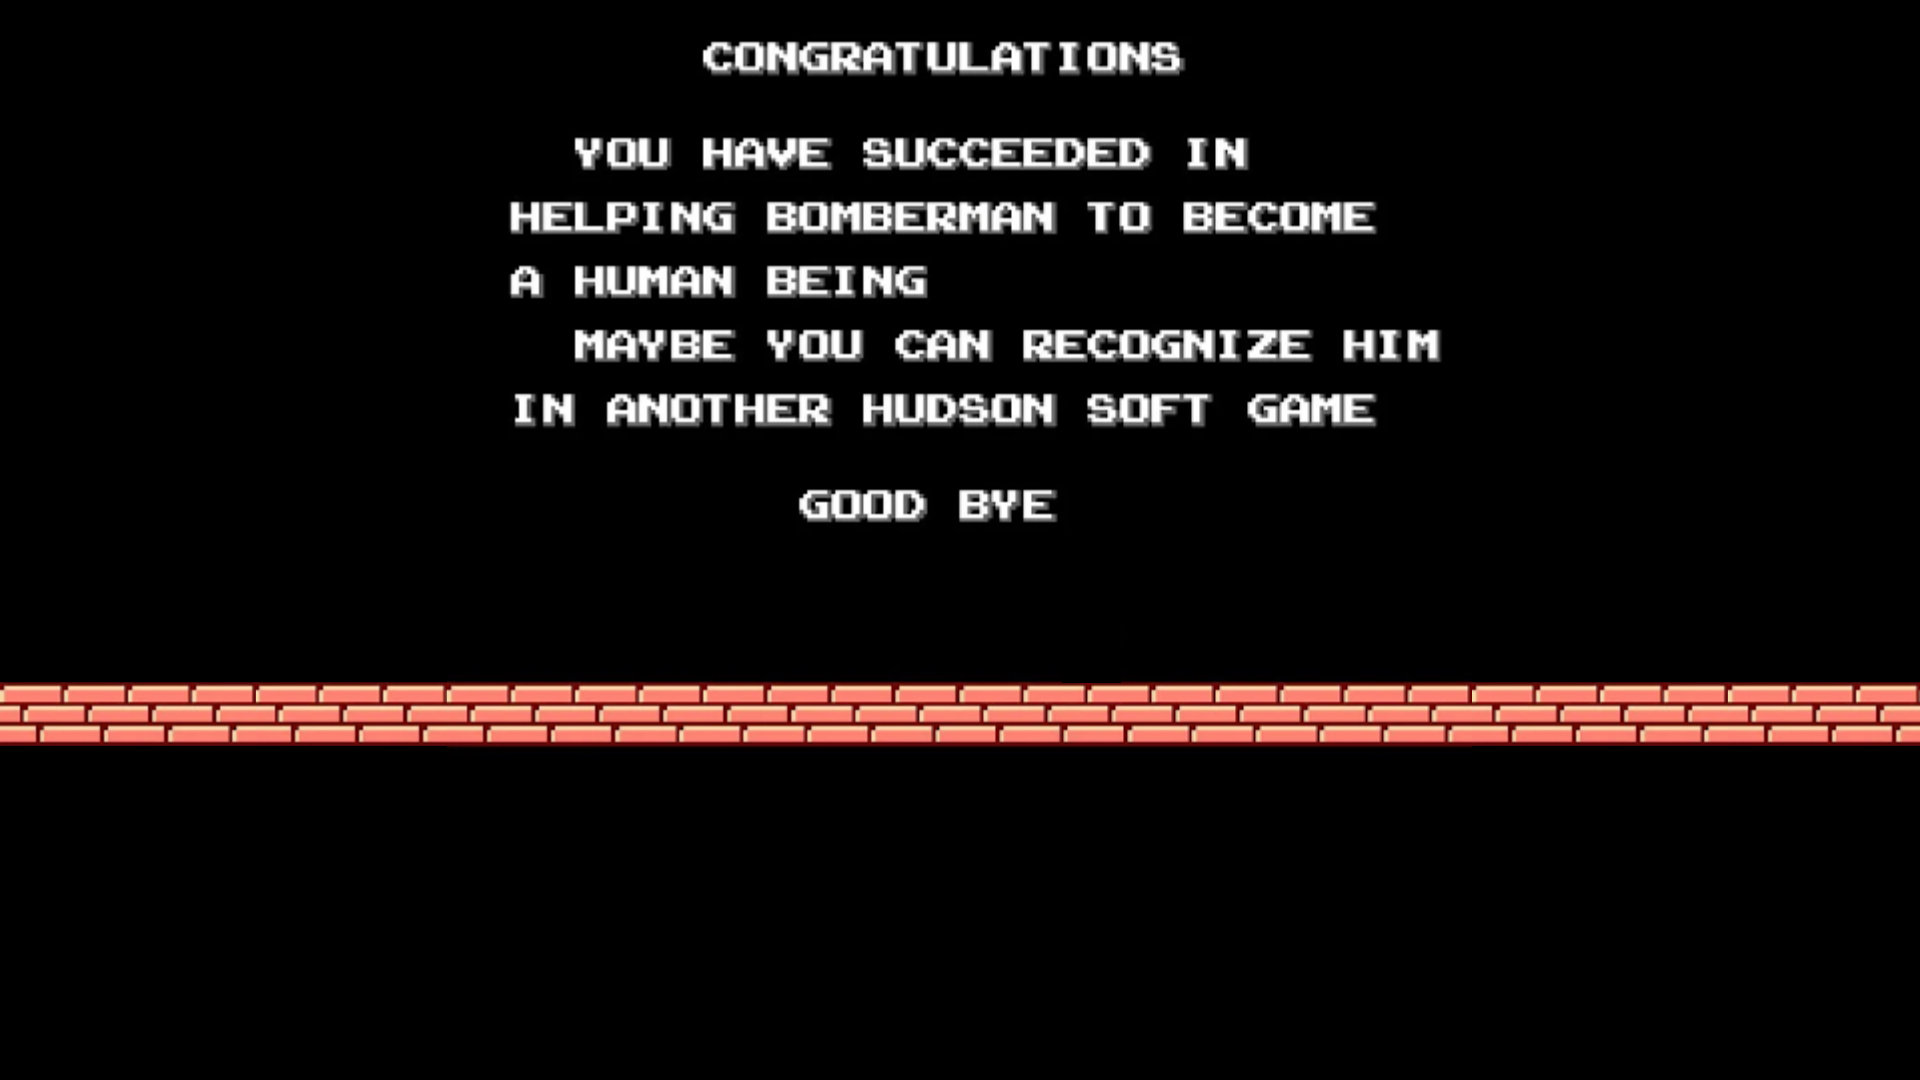 CONGRATULATIONS
YOU HAVE SUCCEEDED IN
HELPING BOMBERMAN TO BECOME
A HUMAN BEING
MAYBE YOU CAN RECOGNIZE HIM
IN ANOTHER HUDSON SOFT GAME
GOOD BYE